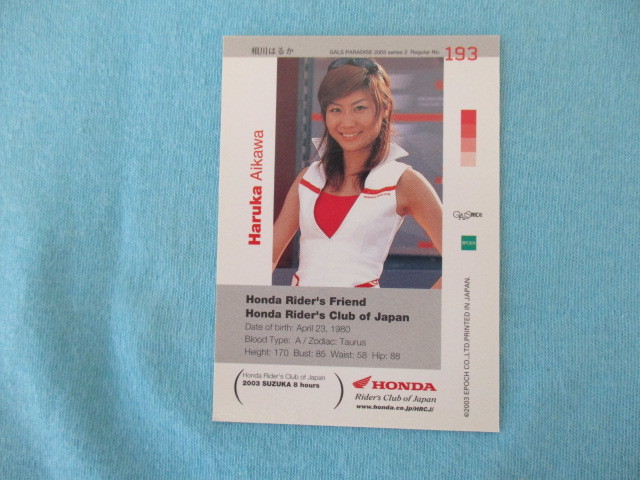 相川はるか
GALS PARADISE 2003 series 2 Regular No. 193
Haruka Aikawa
GALSPARADISE
EPOCH
Honda Rider's Friend
Honda Rider's Club of Japan
Date of birth: April 23, 1980
Blood Type: A / Zodiac: Taurus
Height: 170 Bust: 85 Waist: 58 Hip: 88
Honda Rider's Club of Japan
2003 SUZUKA 8 hours
HONDA
Rider's Club of Japan
www.honda.co.jp/HRCJ/
©2003 EPOCH CO.,LTD.PRINTED IN JAPAN.